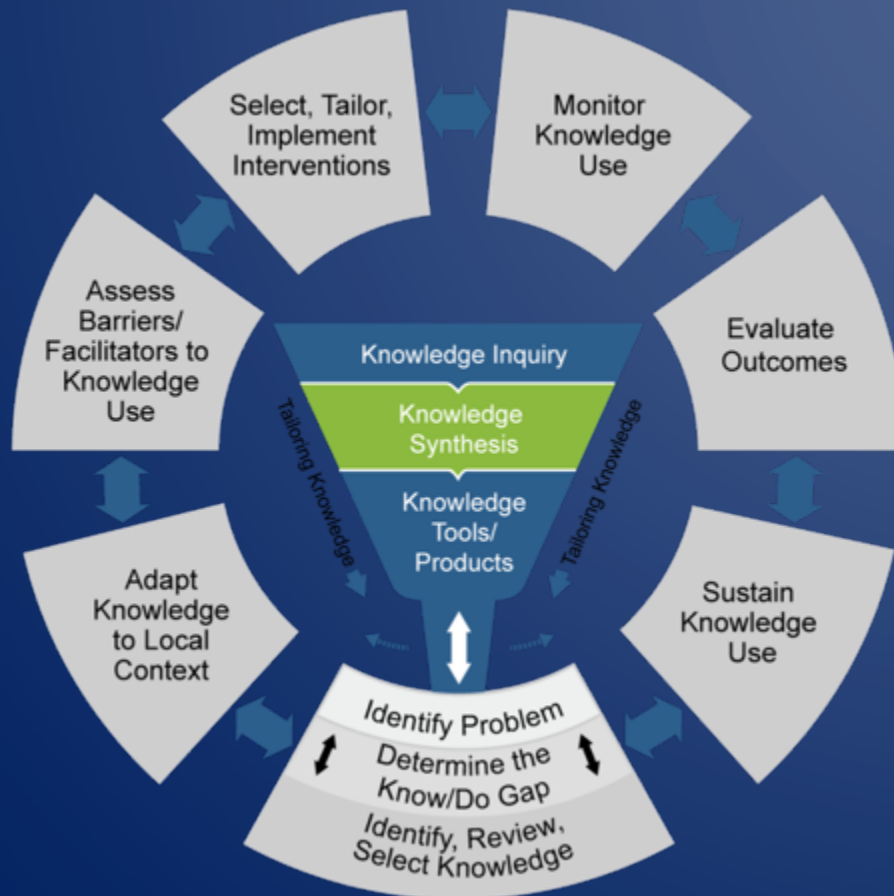 Select, Tailor,
Implement
Interventions
Monitor
Knowledge
Use
Assess
Barriers/
Facilitators to
Knowledge
Use
Evaluate
Outcomes
Knowledge Inquiry
Knowledge
Synthesis
Knowledge
Tools/
Products
Tailoring Knowledge
Tailoring Knowledge
Adapt
Knowledge
to Local
Context
Sustain
Knowledge
Use
Identify Problem
Determine the
Know/Do Gap
Identify, Review,
Select Knowledge